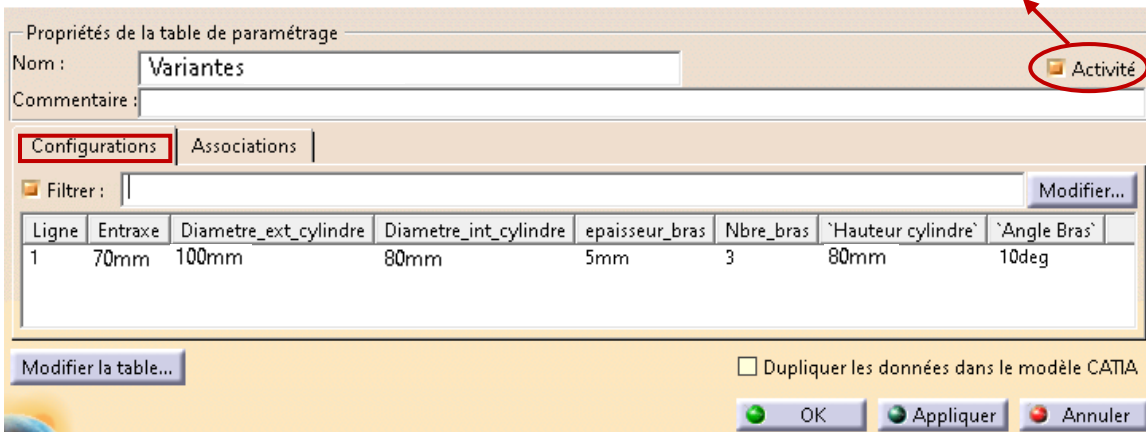 Propriétés de la table de paramétrage
Nom : Variantes Activité
Commentaire :
Configurations Associations
Filtrer : Modifier...
Ligne Entraxe Diametre_ext_cylindre Diametre_int_cylindre epaisseur_bras Nbre_bras `Hauteur cylindre` `Angle Bras`
1 70mm 100mm 80mm 5mm 3 80mm 10deg
Modifier la table... Dupliquer les données dans le modèle CATIA
OK Appliquer Annuler